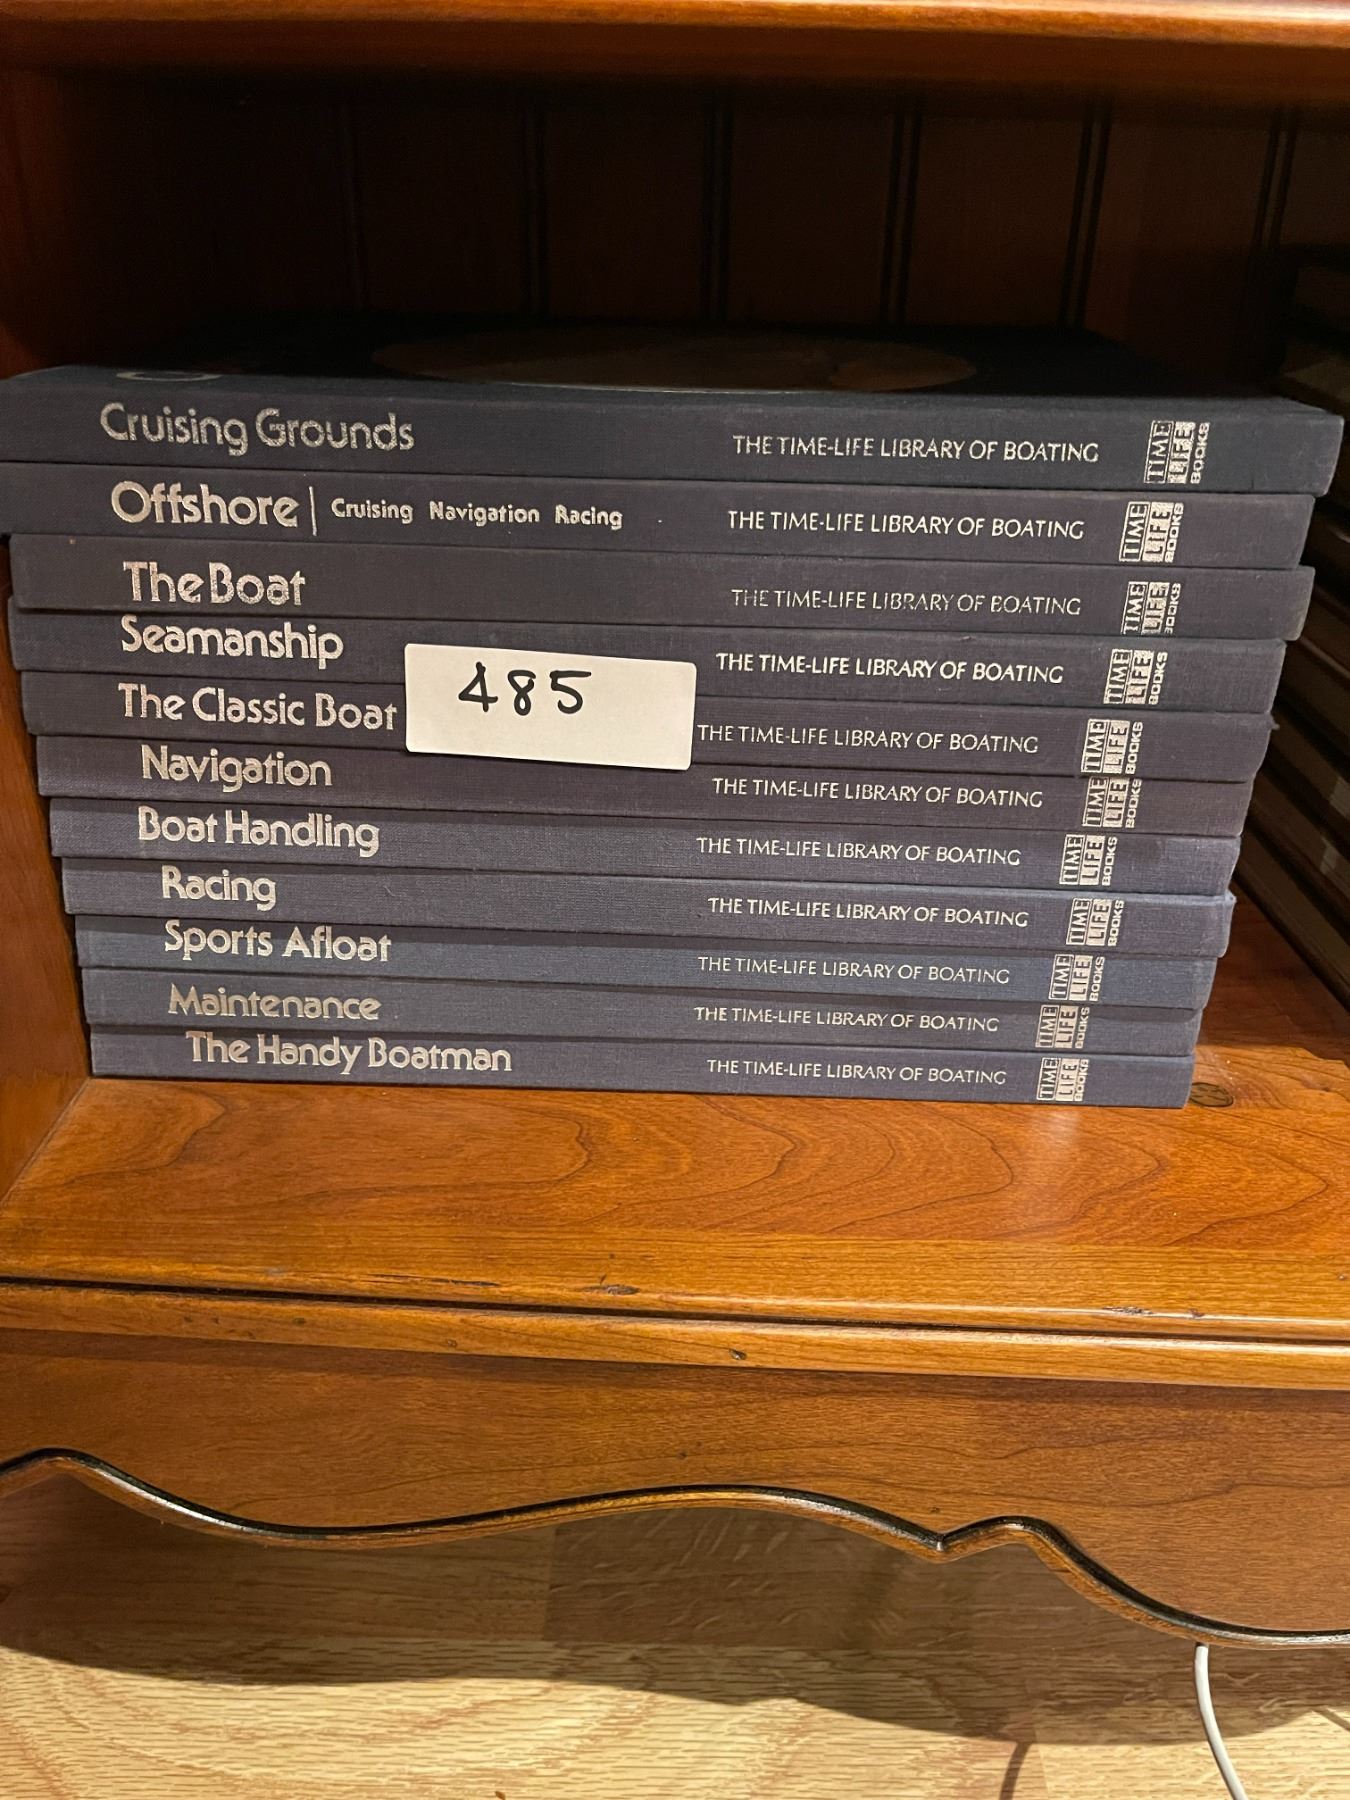 Cruising Grounds THE TIME-LIFE LIBRARY OF BOATING TIME LIFE BOOKS
Offshore | Cruising Navigation Racing THE TIME-LIFE LIBRARY OF BOATING TIME LIFE BOOKS
The Boat THE TIME-LIFE LIBRARY OF BOATING TIME LIFE BOOKS
Seamanship THE TIME-LIFE LIBRARY OF BOATING TIME LIFE BOOKS
485
The Classic Boat THE TIME-LIFE LIBRARY OF BOATING TIME LIFE BOOKS
Navigation THE TIME-LIFE LIBRARY OF BOATING TIME LIFE BOOKS
Boat Handling THE TIME-LIFE LIBRARY OF BOATING TIME LIFE BOOKS
Racing THE TIME-LIFE LIBRARY OF BOATING TIME LIFE BOOKS
Sports Afloat THE TIME-LIFE LIBRARY OF BOATING TIME LIFE BOOKS
Maintenance THE TIME-LIFE LIBRARY OF BOATING TIME LIFE BOOKS
The Handy Boatman THE TIME-LIFE LIBRARY OF BOATING TIME LIFE BOOKS